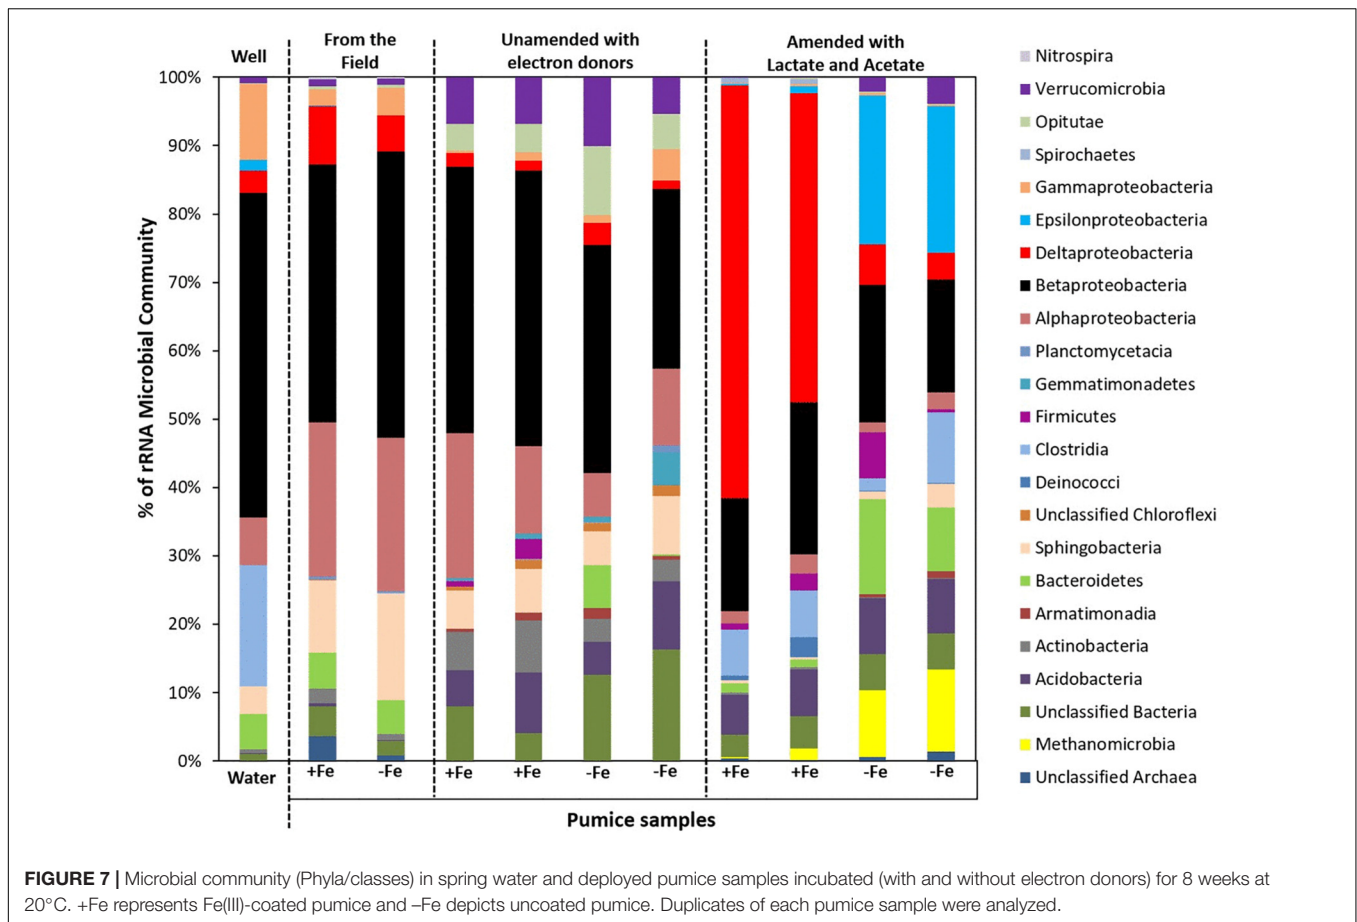 Well
From the
Field
Unamended with
electron donors
Amended with
Lactate and Acetate
% of rRNA Microbial Community
100%
90%
80%
70%
60%
50%
40%
30%
20%
10%
0%
Water
+Fe
-Fe
+Fe
+Fe
-Fe
-Fe
+Fe
+Fe
-Fe
-Fe
Pumice samples
Nitrospira
Verrucomicrobia
Opitutae
Spirochaetes
Gammaproteobacteria
Epsilonproteobacteria
Deltaproteobacteria
Betaproteobacteria
Alphaproteobacteria
Planctomycetacia
Gemmatimonadetes
Firmicutes
Clostridia
Deinococci
Unclassified Chloroflexi
Sphingobacteria
Bacteroidetes
Armatimonadia
Actinobacteria
Acidobacteria
Unclassified Bacteria
Methanomicrobia
Unclassified Archaea
FIGURE 7 | Microbial community (Phyla/classes) in spring water and deployed pumice samples incubated (with and without electron donors) for 8 weeks at
20°C. +Fe represents Fe(III)-coated pumice and –Fe depicts uncoated pumice. Duplicates of each pumice sample were analyzed.